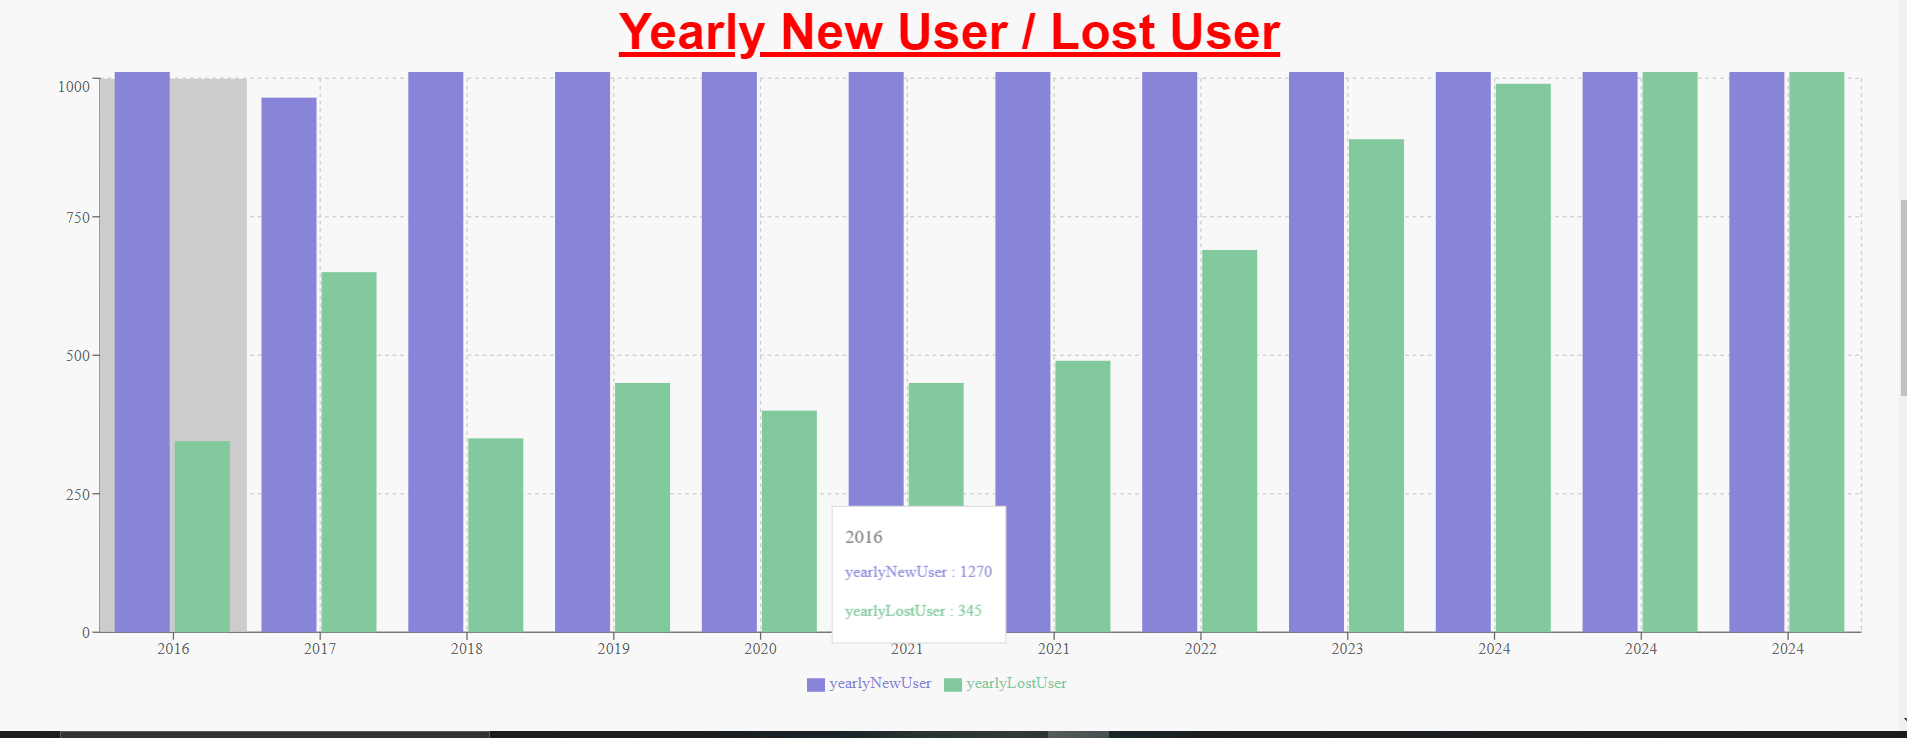 Yearly New User / Lost User
1000
750
500
250
0
2016
yearlyNewUser : 1270
yearlyLostUser : 345
2016 2017 2018 2019 2020 2021 2021 2022 2023 2024 2024 2024
yearlyNewUser yearlyLostUser